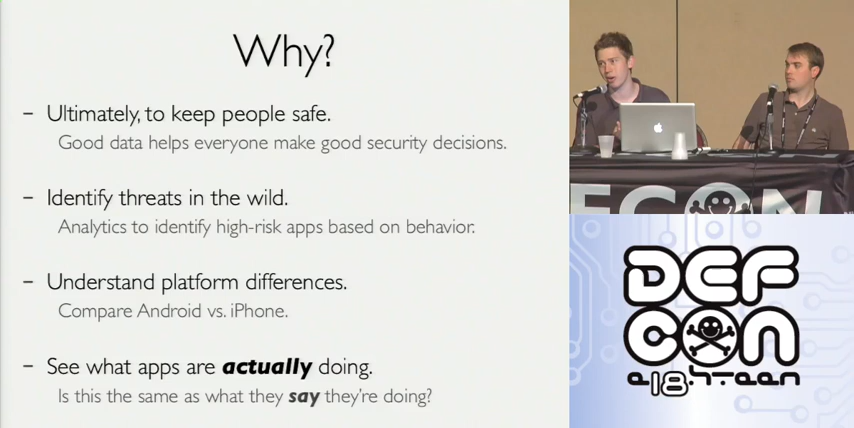 Why?
– Ultimately, to keep people safe.
Good data helps everyone make good security decisions.
– Identify threats in the wild.
Analytics to identify high-risk apps based on behavior.
– Understand platform differences.
Compare Android vs. iPhone.
– See what apps are actually doing.
Is this the same as what they say they're doing?
DEF
CON